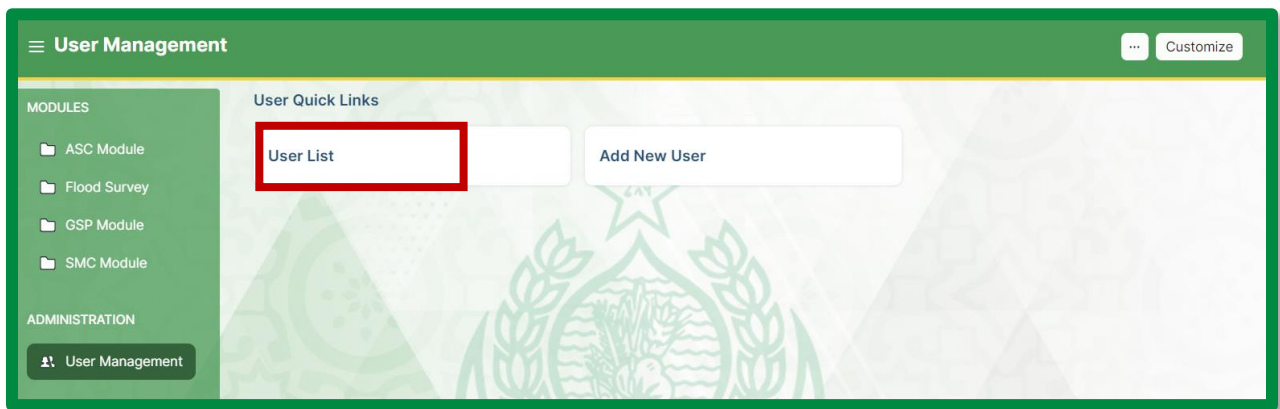 User Management
...
Customize
MODULES
ASC Module
Flood Survey
GSP Module
SMC Module
ADMINISTRATION
User Management
User Quick Links
User List
Add New User